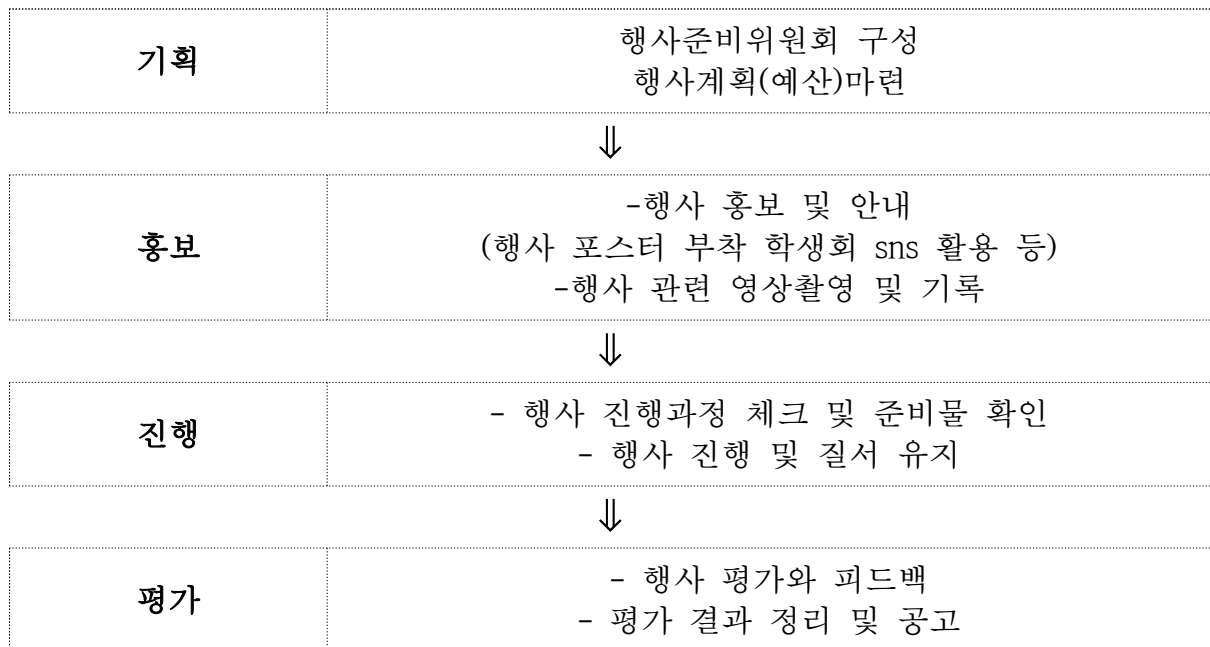 기획
행사준비위원회 구성
행사계획(예산)마련
⇓
홍보
-행사 홍보 및 안내
(행사 포스터 부착 학생회 sns 활용 등)
-행사 관련 영상촬영 및 기록
⇓
진행
- 행사 진행과정 체크 및 준비물 확인
- 행사 진행 및 질서 유지
⇓
평가
- 행사 평가와 피드백
- 평가 결과 정리 및 공고